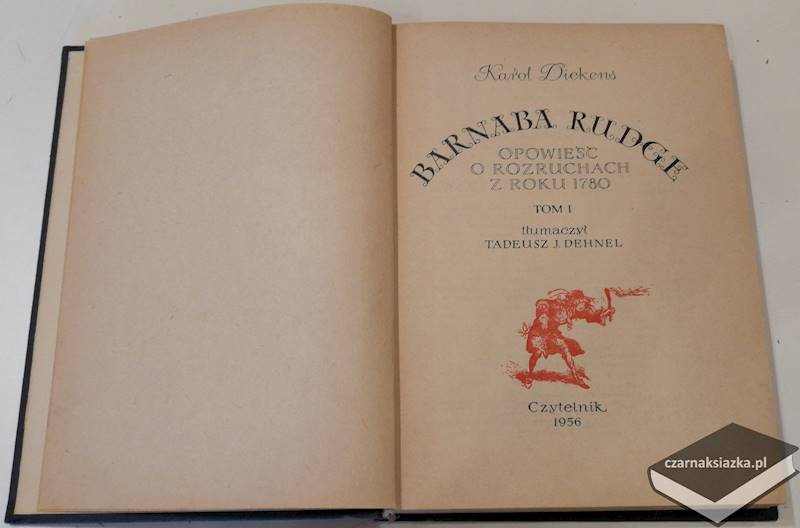 Karol Dickens
BARNABA RUDGE
OPOWIEŚĆ
O ROZRUCHACH
Z ROKU 1780
TOM I
tłumaczył
TADEUSZ J. DEHNEL
Czytelnik
1956
czarnaksiazka.pl